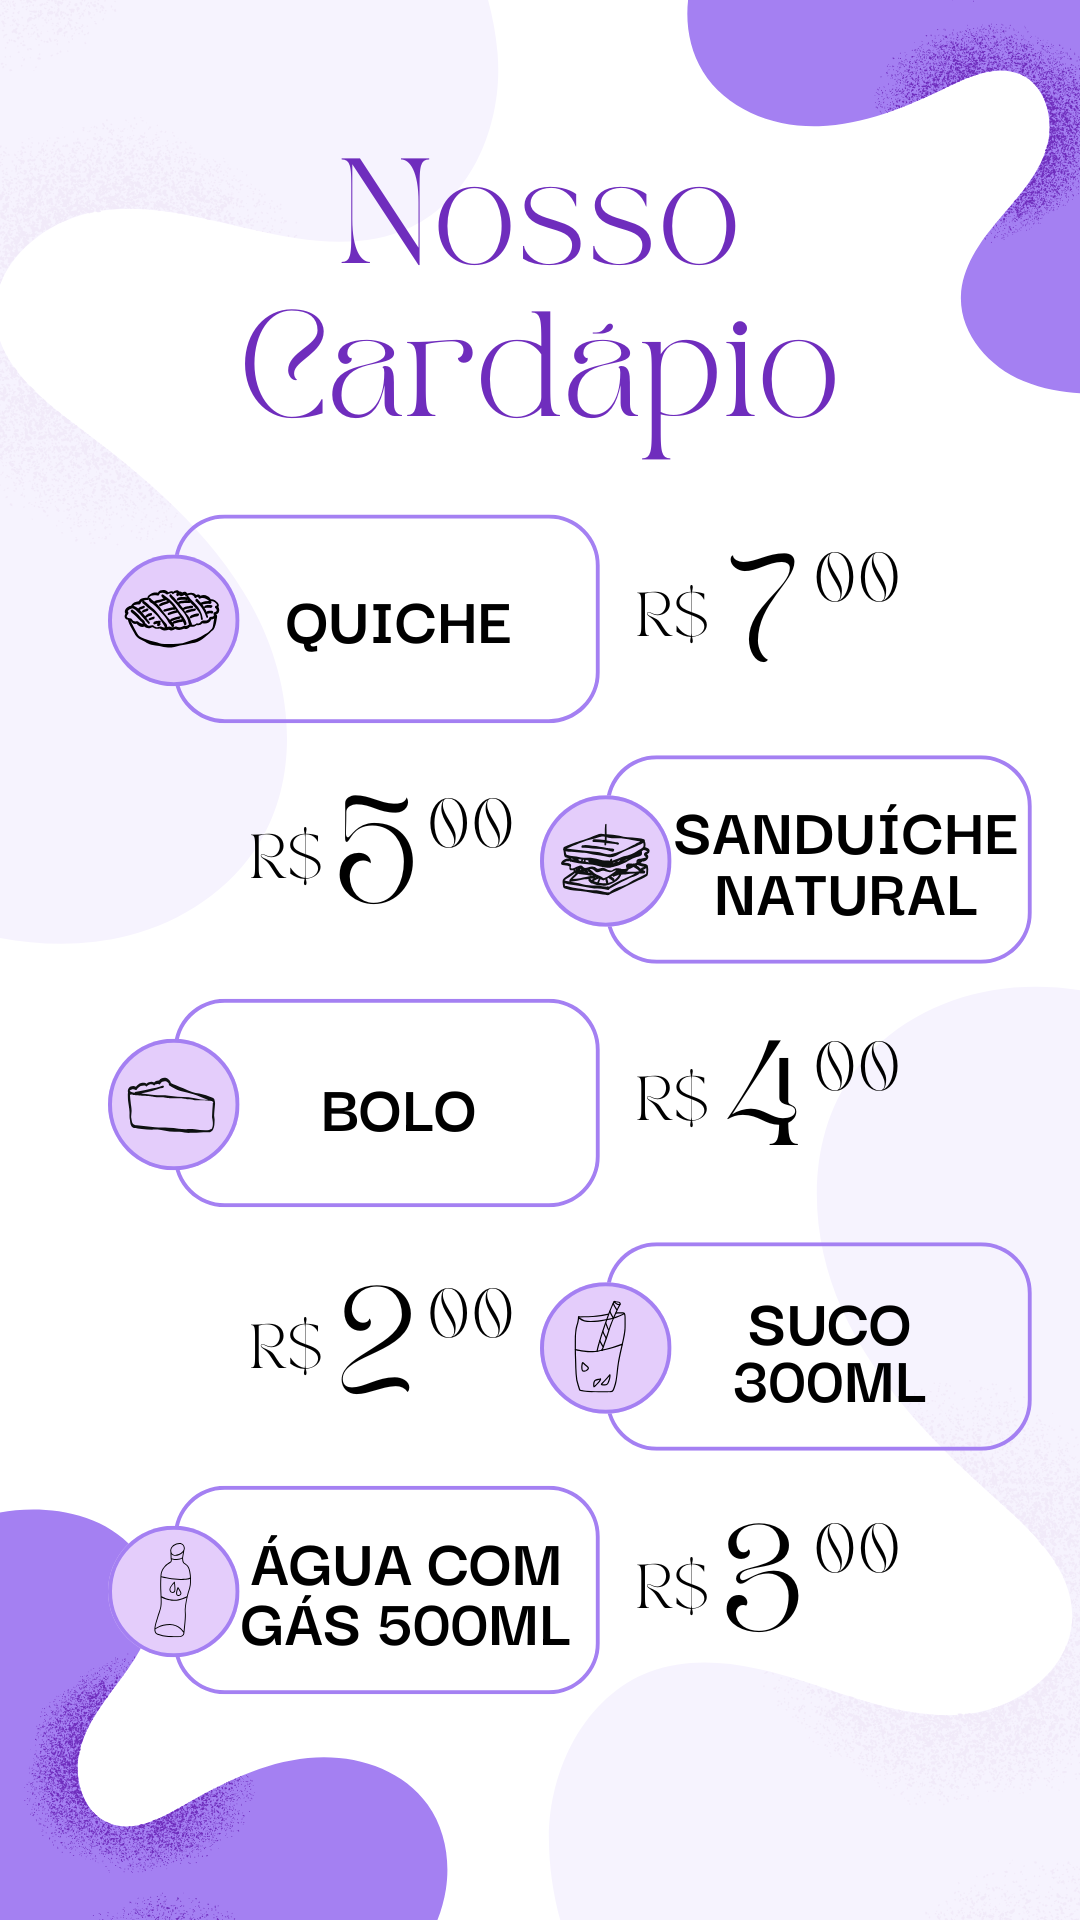 Nosso
Cardápio
QUICHE
R$ 7 00
R$ 5 00
SANDUÍCHE
NATURAL
BOLO
R$ 4 00
R$ 2 00
SUCO
300ML
ÁGUA COM
GÁS 500ML
R$ 3 00